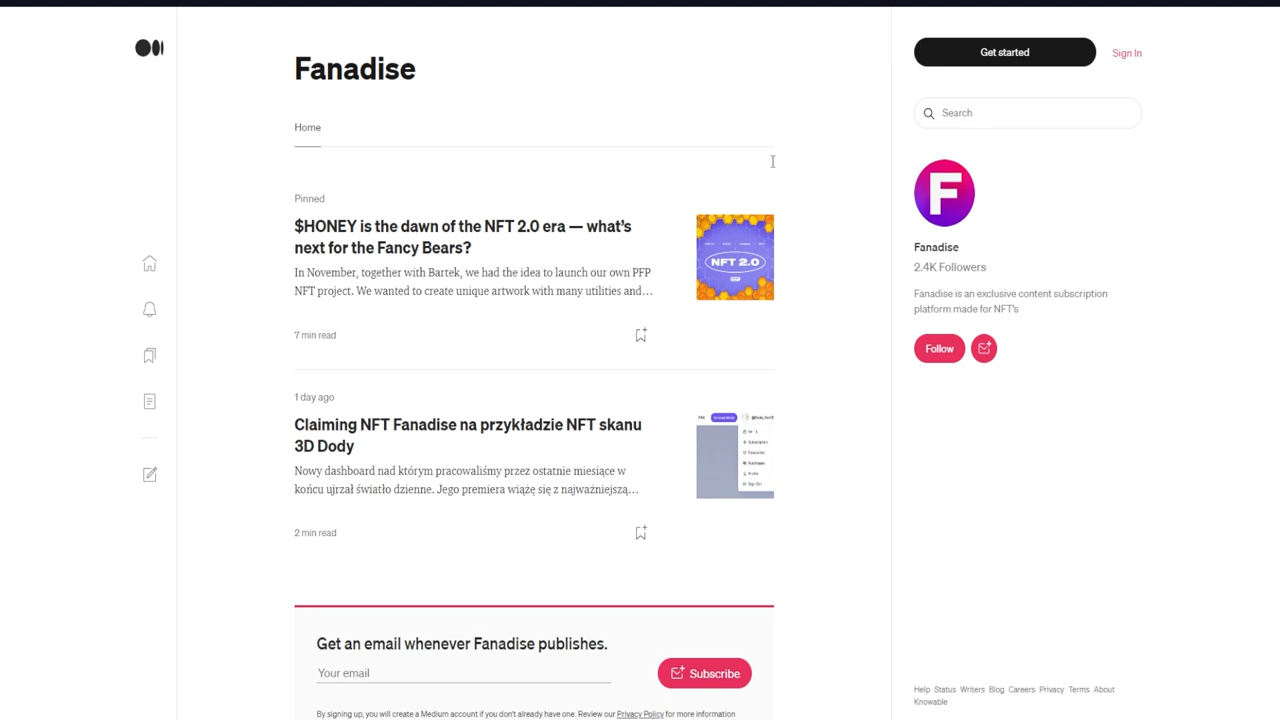 Fanadise
Home
Pinned
$HONEY is the dawn of the NFT 2.0 era — what's
next for the Fancy Bears?
In November, together with Bartek, we had the idea to launch our own PFP
NFT project. We wanted to create unique artwork with many utilities and…
NFT 2.0
7 min read
1 day ago
Claiming NFT Fanadise na przykładzie NFT skanu
3D Dody
Nowy dashboard nad którym pracowaliśmy przez ostatnie miesiące w
końcu ujrzał światło dzienne. Jego premiera wiążę się z najważniejszą…
Purchases
Profile
Sign Out
2 min read
Get an email whenever Fanadise publishes.
Your email
Subscribe
By signing up, you will create a Medium account if you don't already have one. Review our Privacy Policy for more information
Get started
Sign In
Search
F
Fanadise
2.4K Followers
Fanadise is an exclusive content subscription
platform made for NFT's
Follow
Help Status Writers Blog Careers Privacy Terms About
Knowable